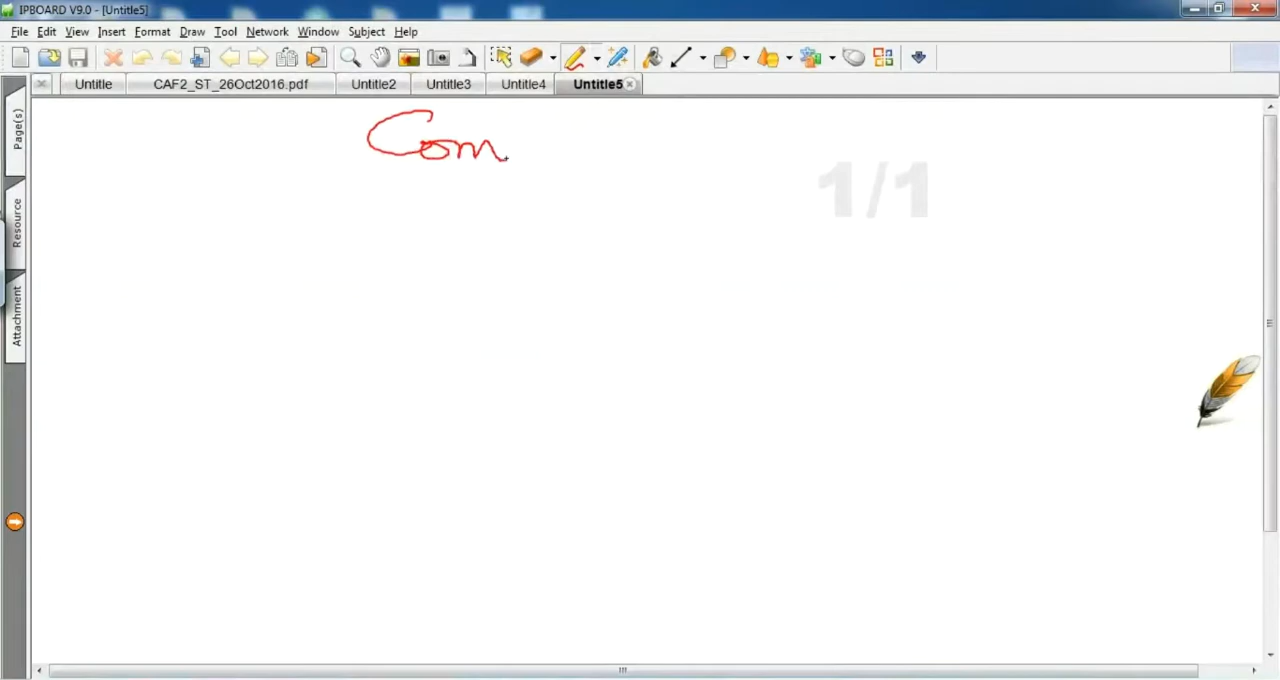 IPBOARD V9.0 - [Untitle5]
File Edit View Insert Format Draw Tool Network Window Subject Help
Untitle CAF2_ST_26Oct2016.pdf Untitle2 Untitle3 Untitle4 Untitle5
Page(s)
Resource
Attachment
Com
1/1